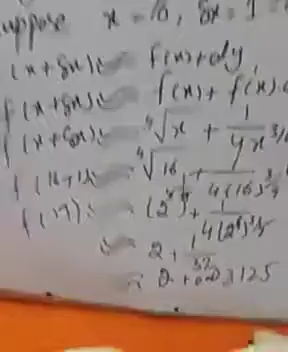 uppose x = 16, δx = 1
(x+δx) ≈ f(x)+dy
f(x+δx) ≈ f(x) + f'(x).
f(x+δx) ≈ ⁴√x + 1/4x^3/4
f(16+1) ≈ ⁴√16 + 1/4(16)^3/4
f(17) ≈ (2⁴)^1/4 + 1/4(2⁴)^3/4
≈ 2 + 1/32
≈ 2 + 0.03125